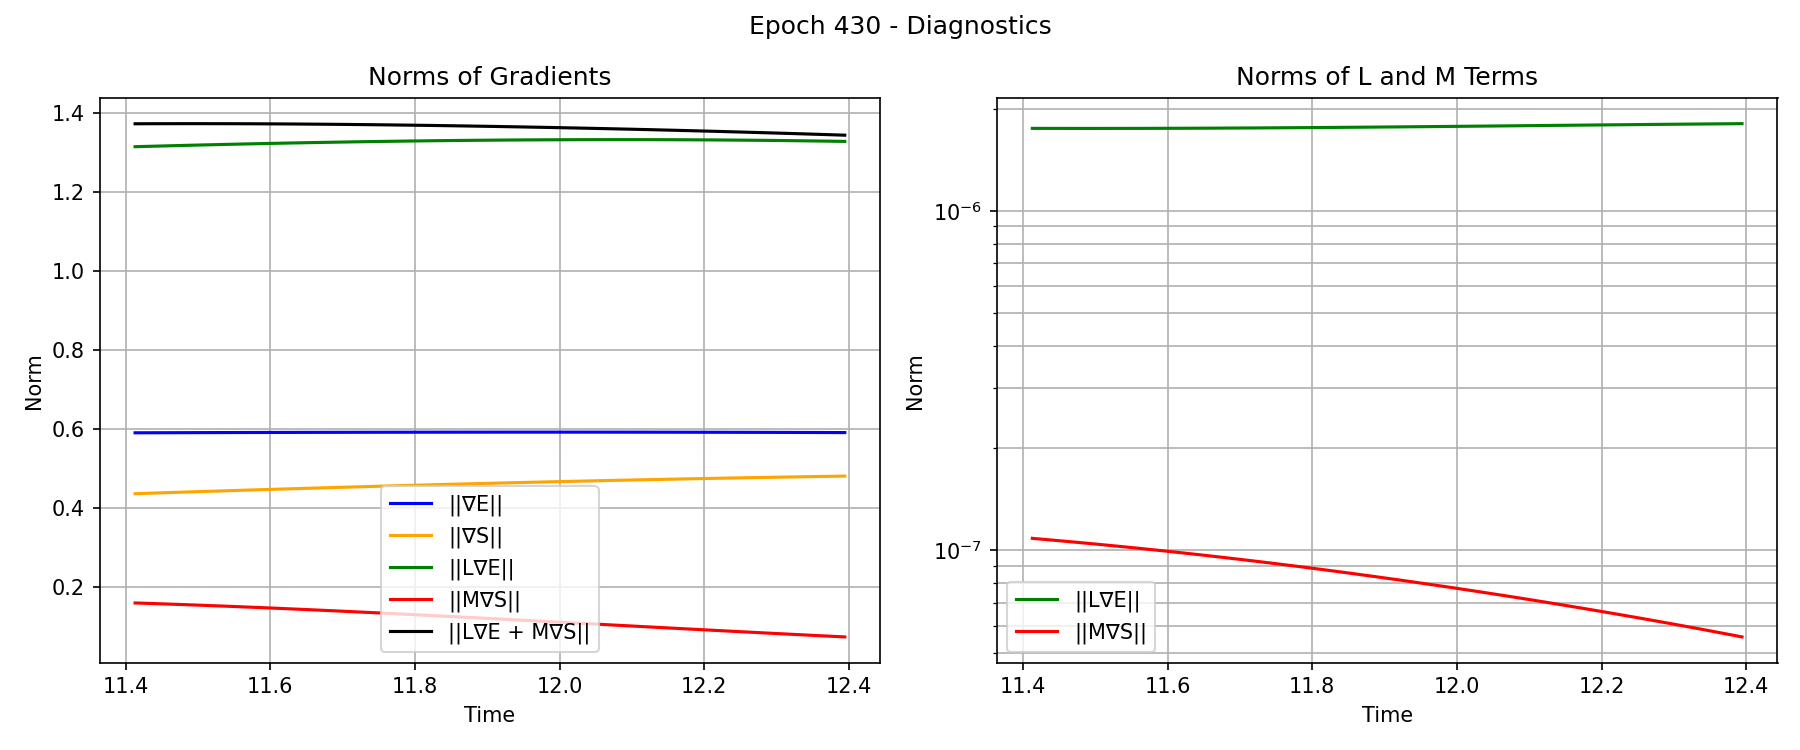 Epoch 430 - Diagnostics
Norms of Gradients
1.4
1.2
1.0
0.8
0.6
0.4
0.2
Norm
||∇E||
||∇S||
||L∇E||
||M∇S||
||L∇E + M∇S||
11.4 11.6 11.8 12.0 12.2 12.4
Time
Norms of L and M Terms
10⁻⁶
10⁻⁷
Norm
||L∇E||
||M∇S||
11.4 11.6 11.8 12.0 12.2 12.4
Time